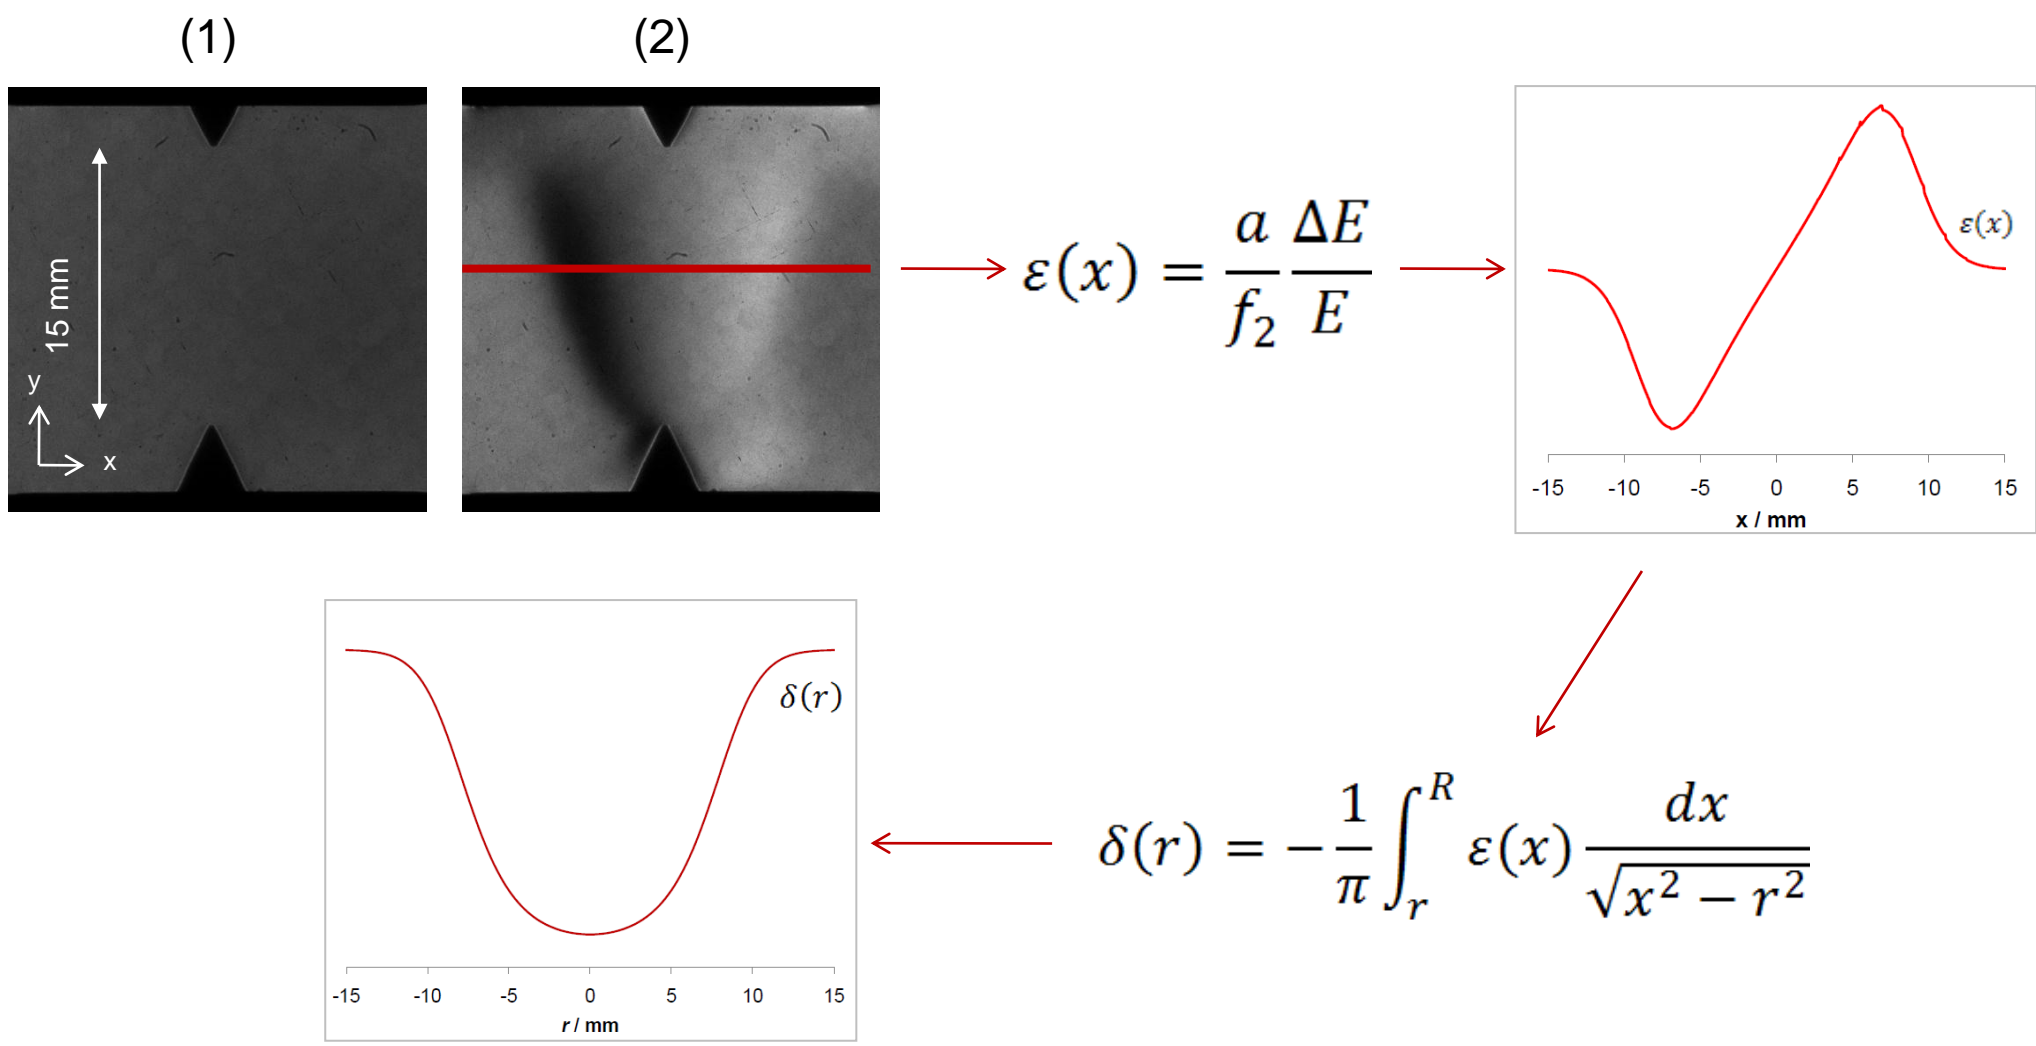 (1)
(2)
15 mm
y
x
ε(x) = a/f₂ ΔE/E
ε(x)
-15 -10 -5 0 5 10 15
x / mm
δ(r)
-15 -10 -5 0 5 10 15
r / mm
δ(r) = −1/π ∫ᵣᴿ ε(x) dx/√(x² − r²)